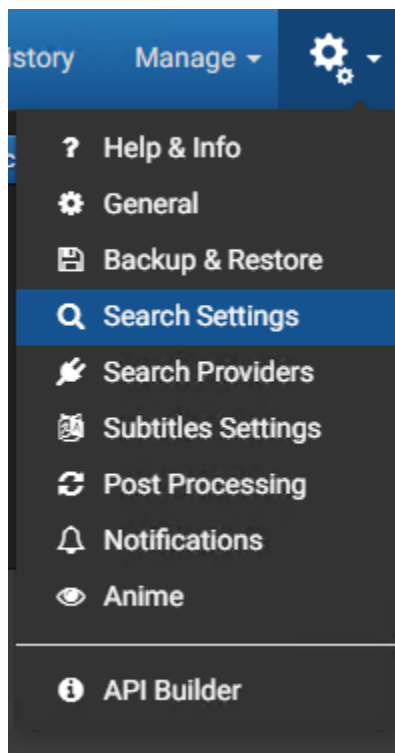 istory Manage
Help & Info
General
Backup & Restore
Search Settings
Search Providers
Subtitles Settings
Post Processing
Notifications
Anime
API Builder